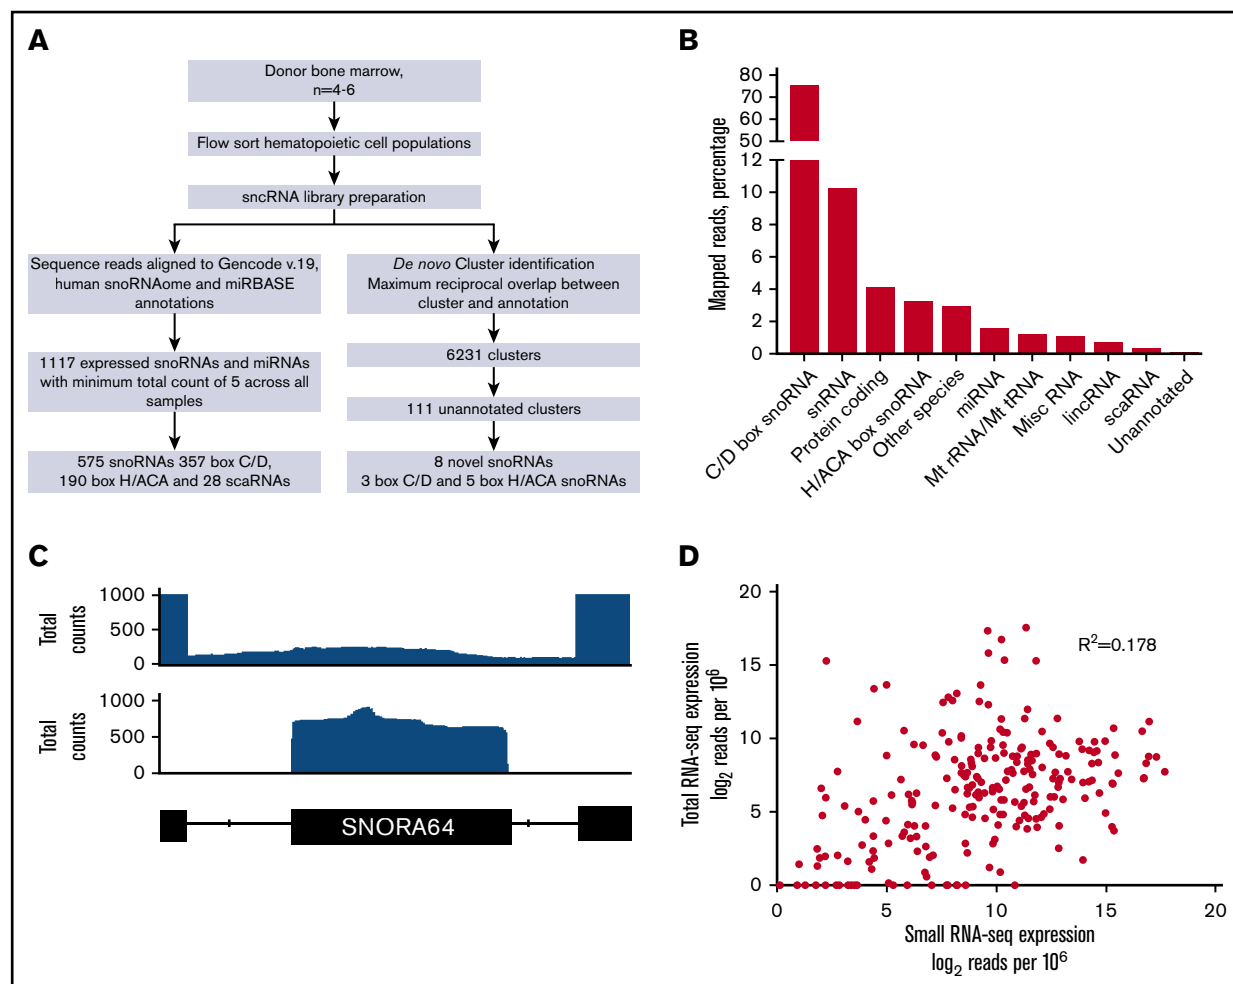 A
Donor bone marrow,
n=4-6
Flow sort hematopoietic cell populations
sncRNA library preparation
Sequence reads aligned to Gencode v.19,
human snoRNAome and miRBASE
annotations
1117 expressed snoRNAs and miRNAs
with minimum total count of 5 across all
samples
575 snoRNAs 357 box C/D,
190 box H/ACA and 28 scaRNAs
De novo Cluster identification
Maximum reciprocal overlap between
cluster and annotation
6231 clusters
111 unannotated clusters
8 novel snoRNAs
3 box C/D and 5 box H/ACA snoRNAs
B
Mapped reads, percentage
80
70
60
50
12
10
8
6
4
2
0
C/D box snoRNA
snRNA
Protein coding
H/ACA box snoRNA
Other species
miRNA
Mt rRNA/Mt tRNA
Misc RNA
lincRNA
scaRNA
Unannotated
C
Total
counts
1000
500
0
Total
counts
1000
500
0
SNORA64
D
Total RNA-seq expression
log2 reads per 10^6
20
15
10
5
0
R²=0.178
0 5 10 15 20
Small RNA-seq expression
log2 reads per 10^6